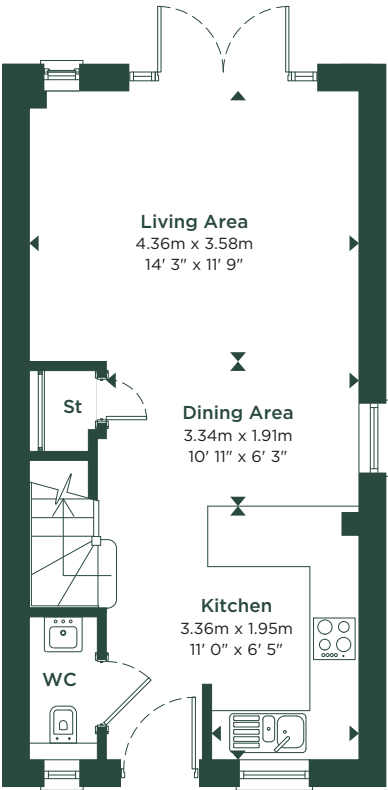 Living Area
4.36m x 3.58m
14' 3" x 11' 9"
St
Dining Area
3.34m x 1.91m
10' 11" x 6' 3"
Kitchen
3.36m x 1.95m
11' 0" x 6' 5"
WC